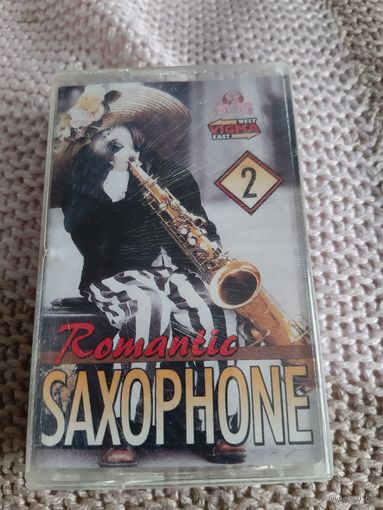 WEST
VIGMA
EAST
2
Romantic
SAXOPHONE